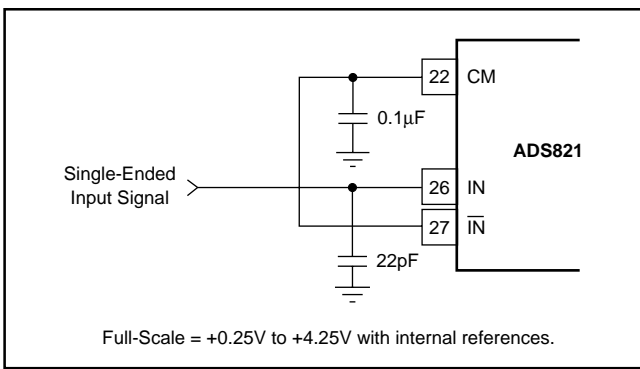 22 CM
0.1μF
ADS821
Single-Ended
Input Signal
26 IN
27 I̅N̅
22pF
Full-Scale = +0.25V to +4.25V with internal references.